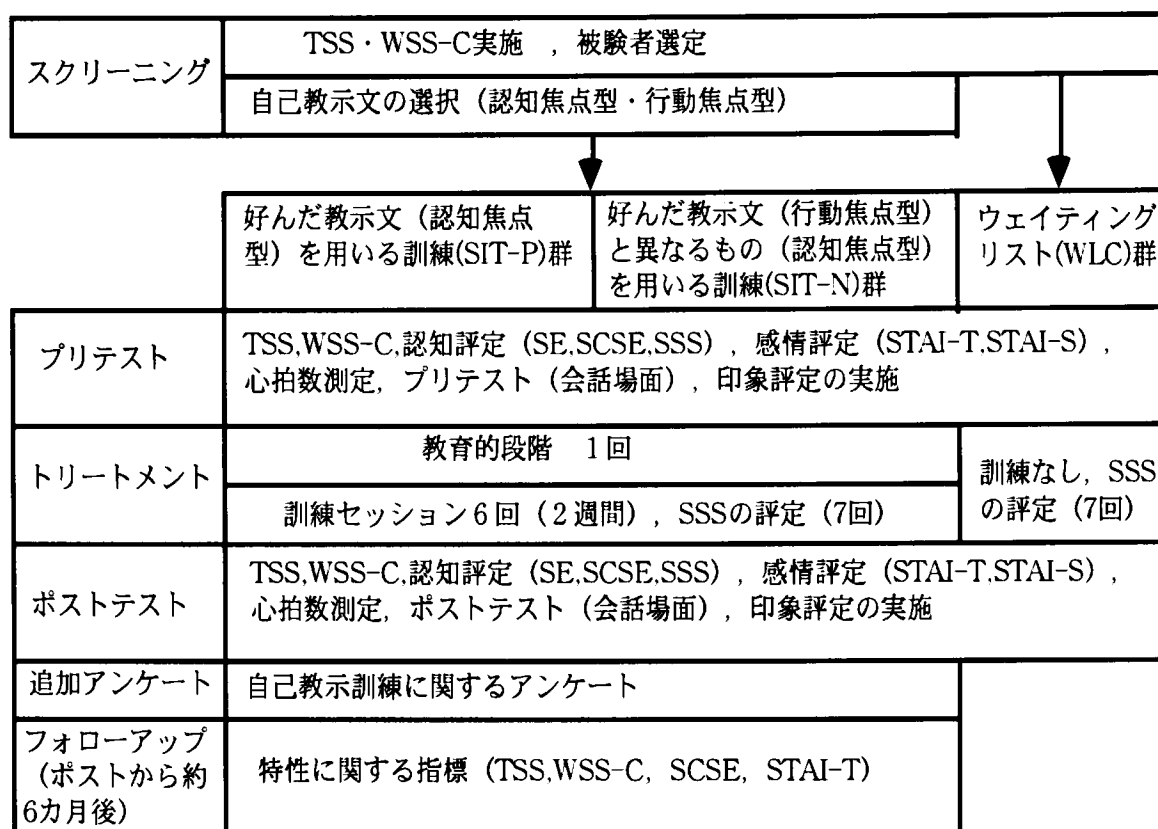 スクリーニング
TSS・WSS-C実施 ，被験者選定
自己教示文の選択（認知焦点型・行動焦点型）
好んだ教示文（認知焦点
型）を用いる訓練(SIT-P)群
好んだ教示文（行動焦点型）
と異なるもの（認知焦点型）
を用いる訓練(SIT-N)群
ウェイティング
リスト(WLC)群
プリテスト
TSS,WSS-C,認知評定（SE,SCSE,SSS），感情評定（STAI-T,STAI-S），
心拍数測定，プリテスト（会話場面），印象評定の実施
トリートメント
教育的段階 1回
訓練セッション6回（2週間），SSSの評定（7回）
訓練なし，SSS
の評定（7回）
ポストテスト
TSS,WSS-C,認知評定（SE,SCSE,SSS），感情評定（STAI-T,STAI-S），
心拍数測定，ポストテスト（会話場面），印象評定の実施
追加アンケート
自己教示訓練に関するアンケート
フォローアップ
（ポストから約
6カ月後）
特性に関する指標（TSS,WSS-C，SCSE，STAI-T）